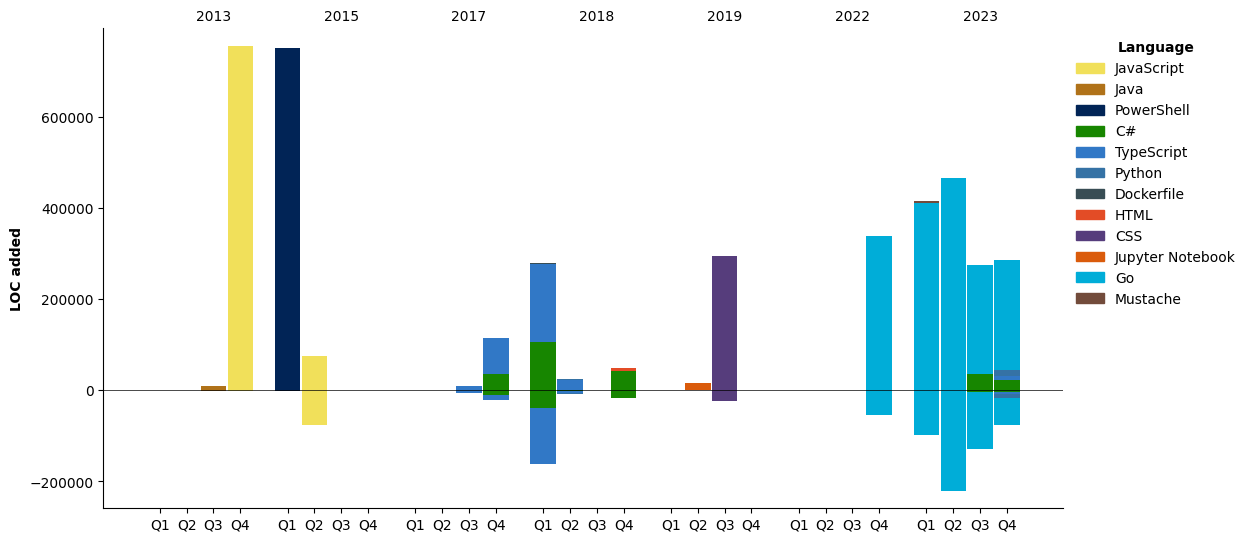 2013 2015 2017 2018 2019 2022 2023
Language
JavaScript
Java
PowerShell
C#
TypeScript
Python
Dockerfile
HTML
CSS
Jupyter Notebook
Go
Mustache
LOC added
600000
400000
200000
0
−200000
Q1 Q2 Q3 Q4 Q1 Q2 Q3 Q4 Q1 Q2 Q3 Q4 Q1 Q2 Q3 Q4 Q1 Q2 Q3 Q4 Q1 Q2 Q3 Q4 Q1 Q2 Q3 Q4